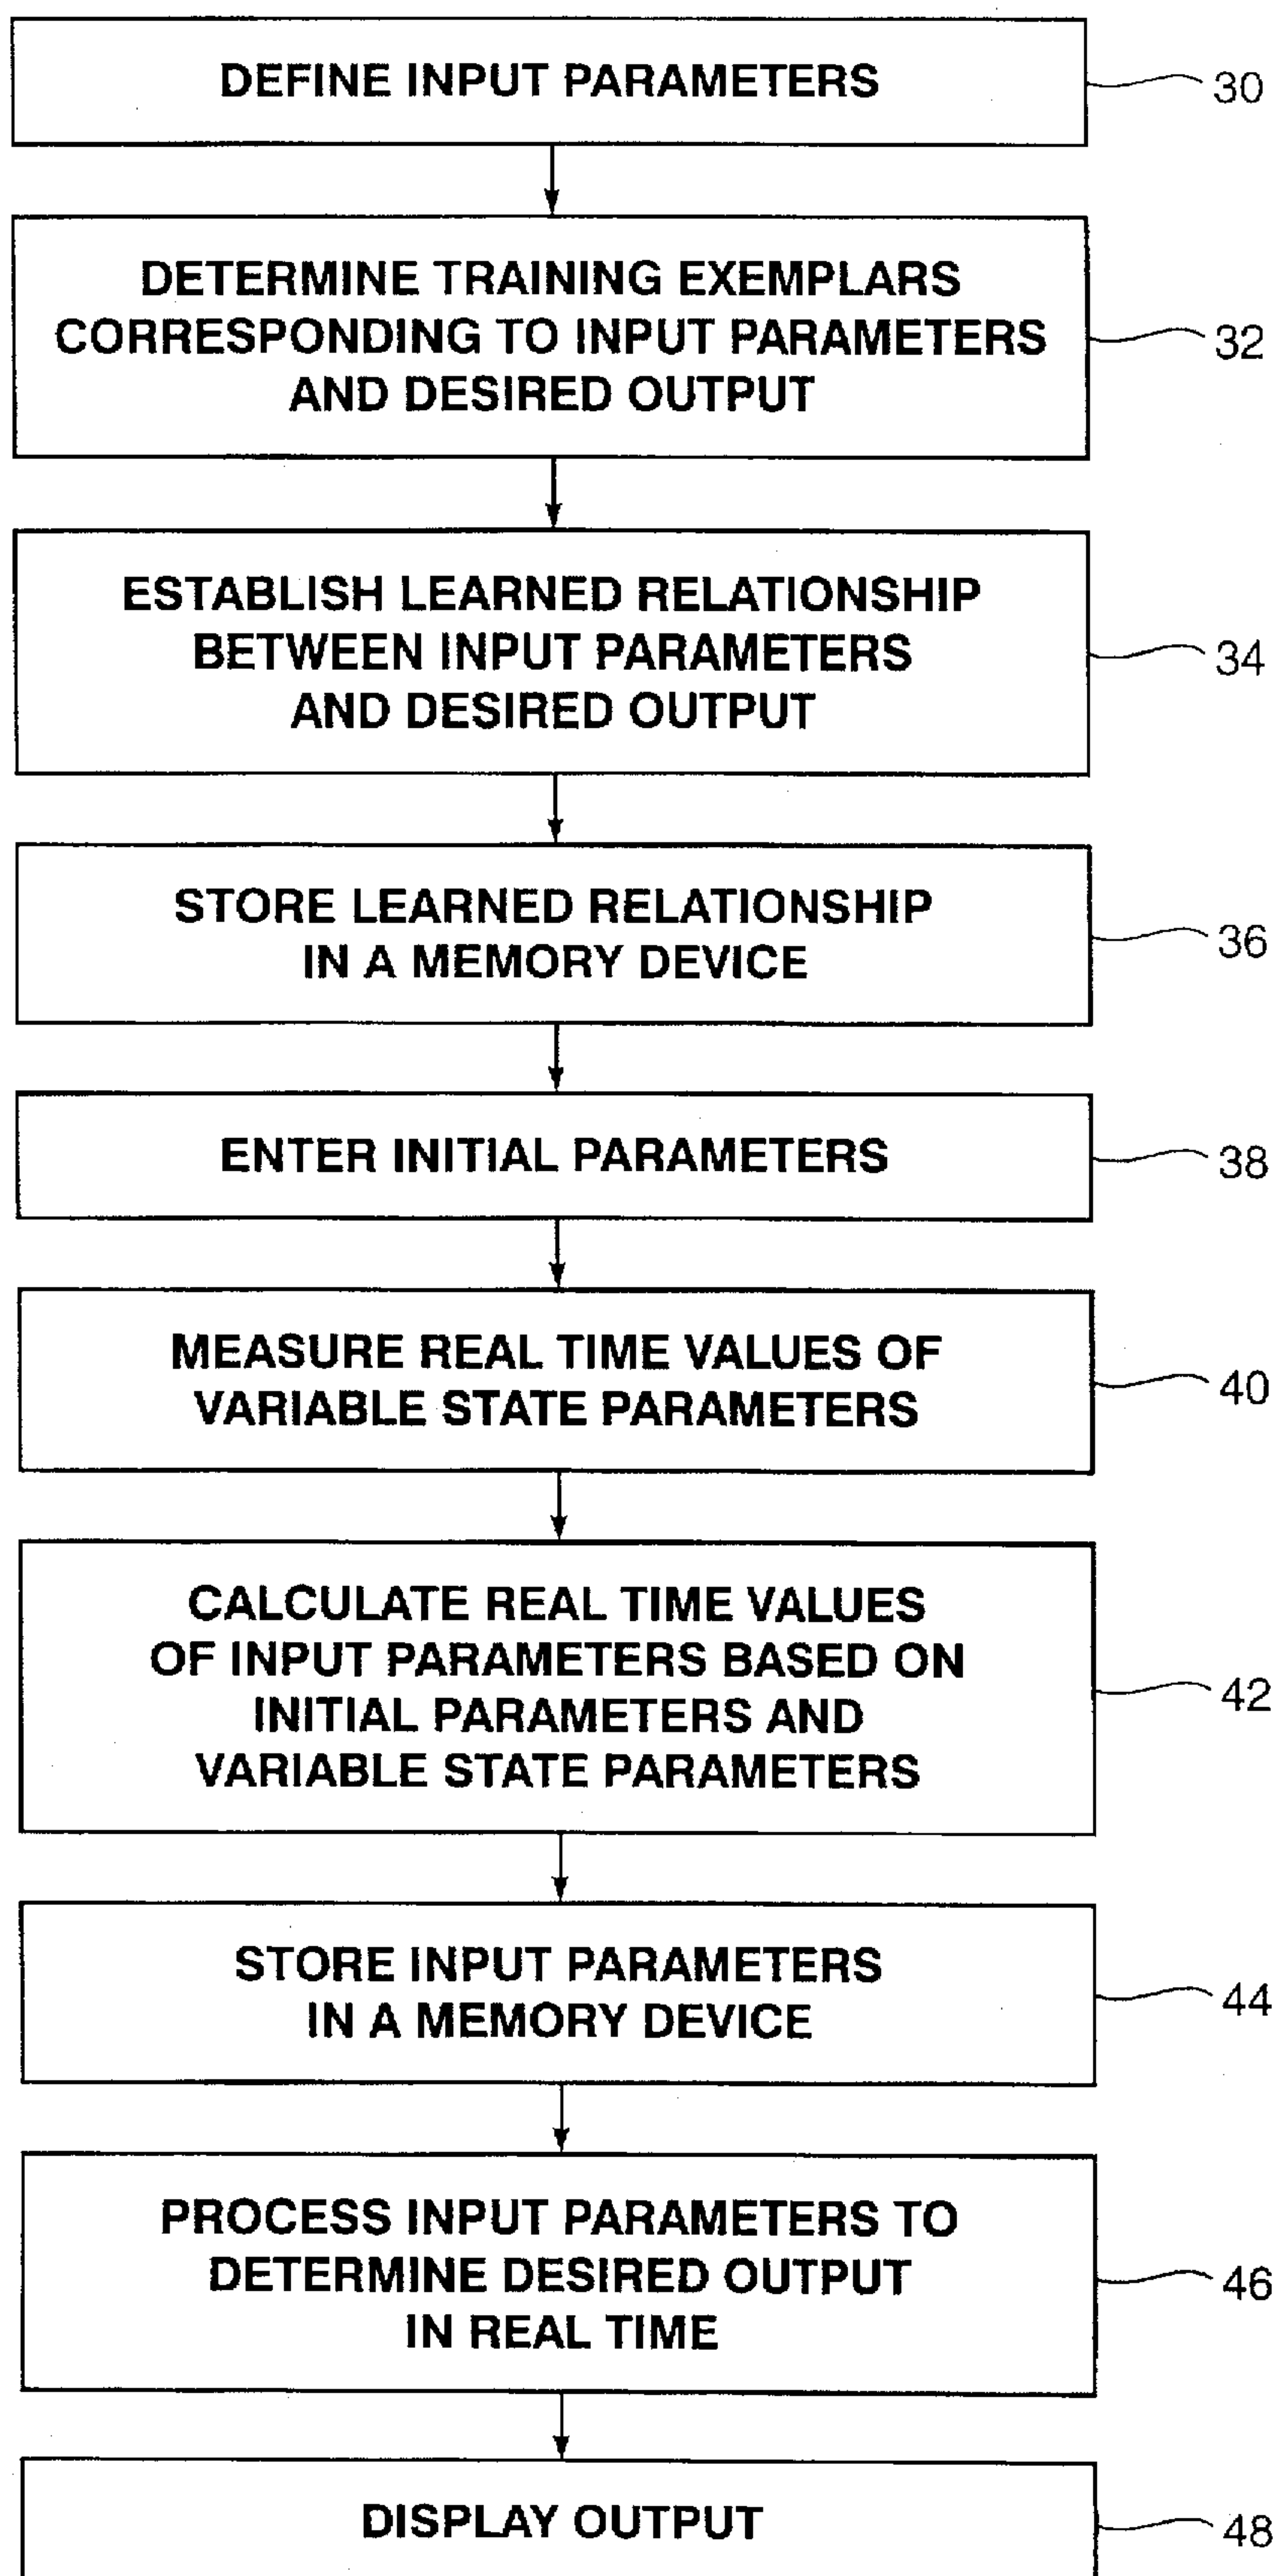 DEFINE INPUT PARAMETERS
30
DETERMINE TRAINING EXEMPLARS
CORRESPONDING TO INPUT PARAMETERS
AND DESIRED OUTPUT
32
ESTABLISH LEARNED RELATIONSHIP
BETWEEN INPUT PARAMETERS
AND DESIRED OUTPUT
34
STORE LEARNED RELATIONSHIP
IN A MEMORY DEVICE
36
ENTER INITIAL PARAMETERS
38
MEASURE REAL TIME VALUES OF
VARIABLE STATE PARAMETERS
40
CALCULATE REAL TIME VALUES
OF INPUT PARAMETERS BASED ON
INITIAL PARAMETERS AND
VARIABLE STATE PARAMETERS
42
STORE INPUT PARAMETERS
IN A MEMORY DEVICE
44
PROCESS INPUT PARAMETERS TO
DETERMINE DESIRED OUTPUT
IN REAL TIME
46
DISPLAY OUTPUT
48